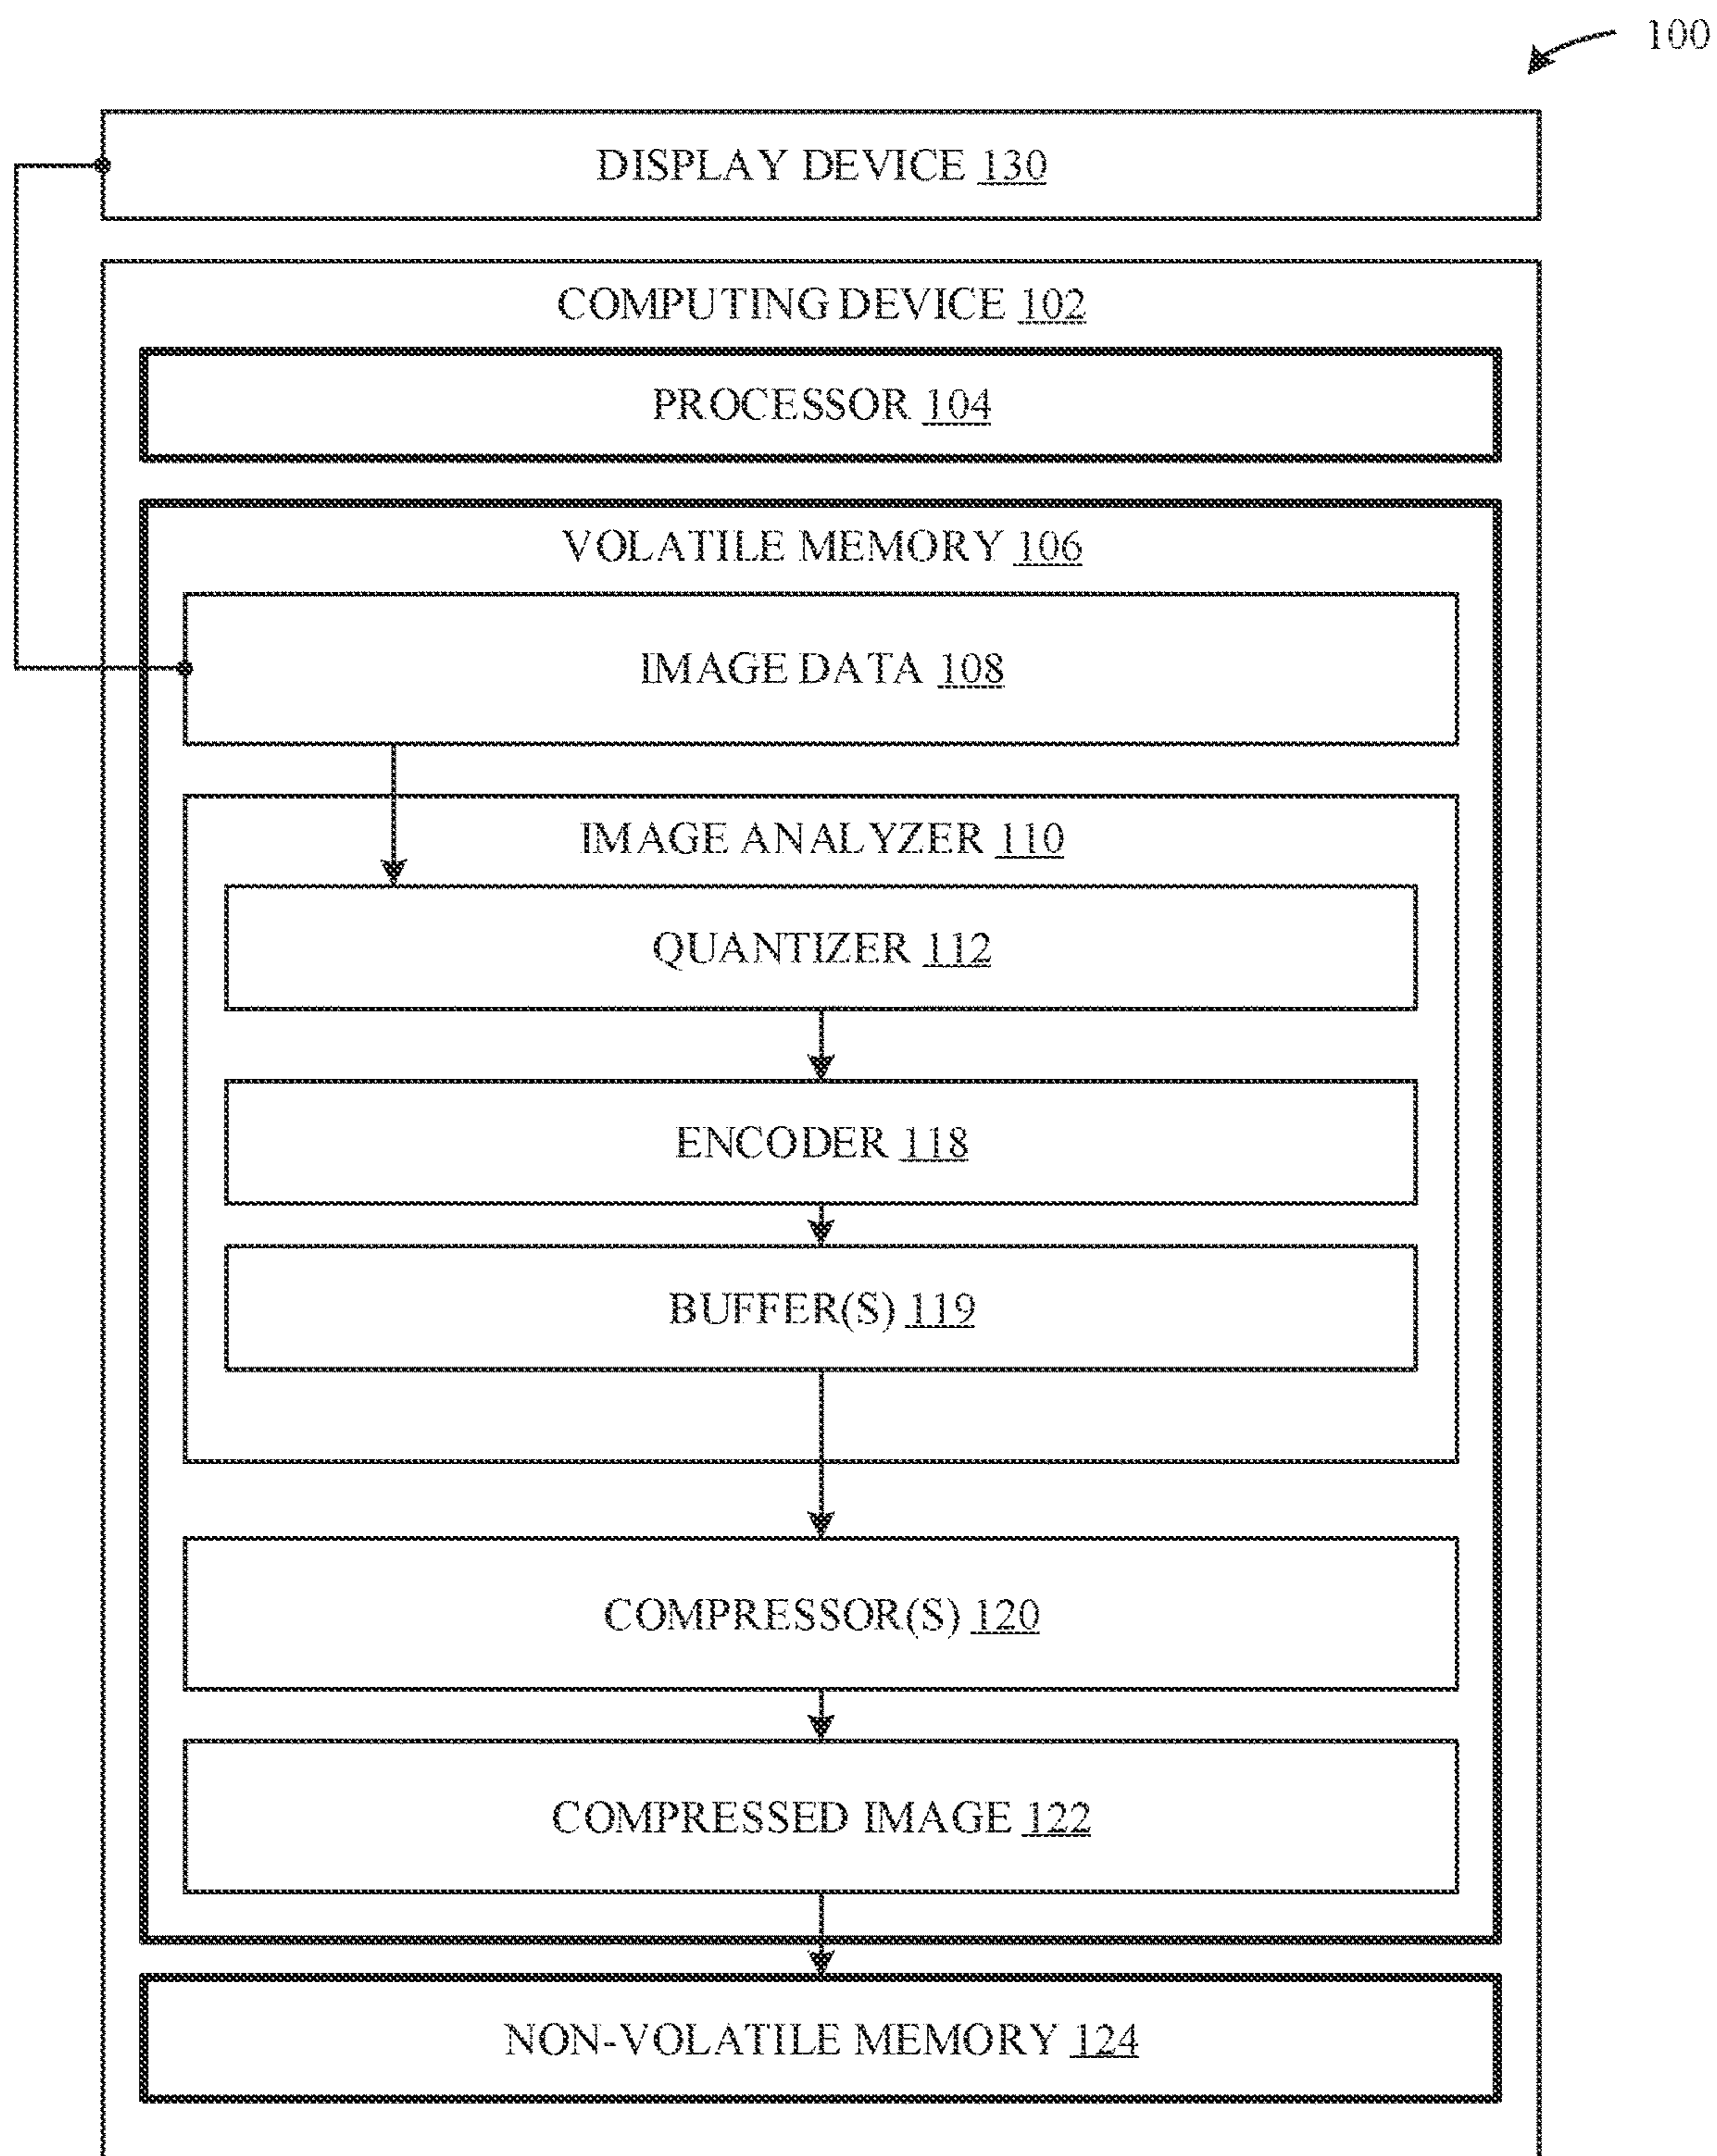 100
DISPLAY DEVICE 130
COMPUTING DEVICE 102
PROCESSOR 104
VOLATILE MEMORY 106
IMAGE DATA 108
IMAGE ANALYZER 110
QUANTIZER 112
ENCODER 118
BUFFER(S) 119
COMPRESSOR(S) 120
COMPRESSED IMAGE 122
NON-VOLATILE MEMORY 124